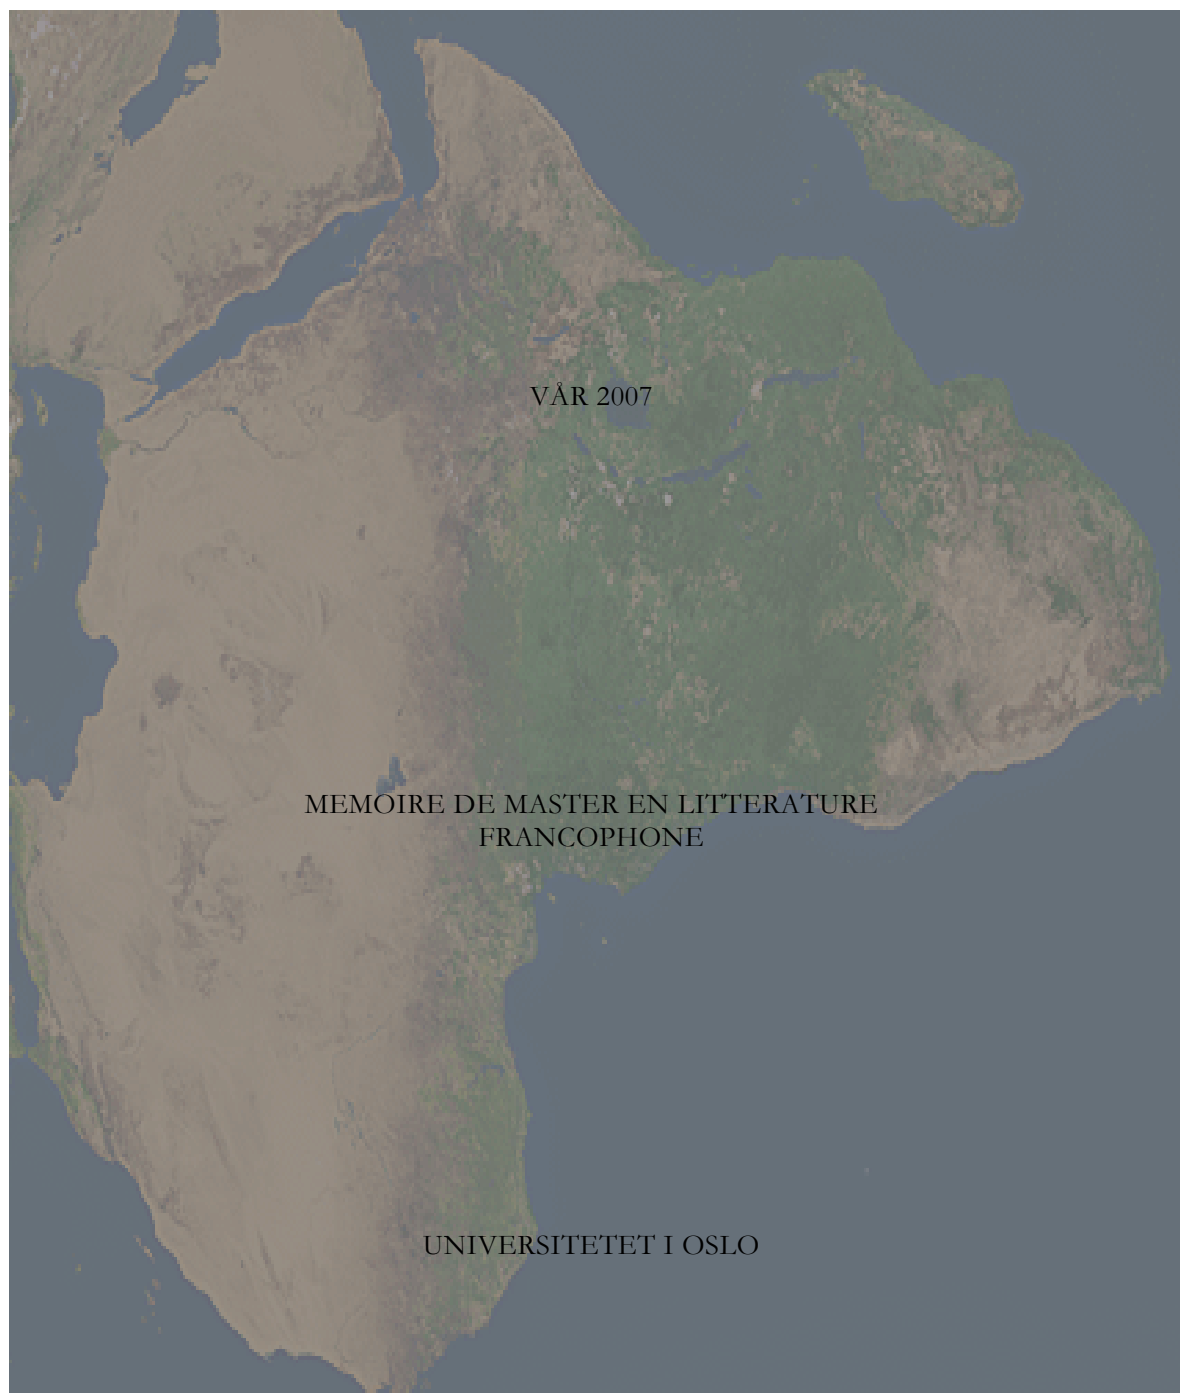 VÅR 2007
MEMOIRE DE MASTER EN LITTERATURE
FRANCOPHONE
UNIVERSITETET I OSLO